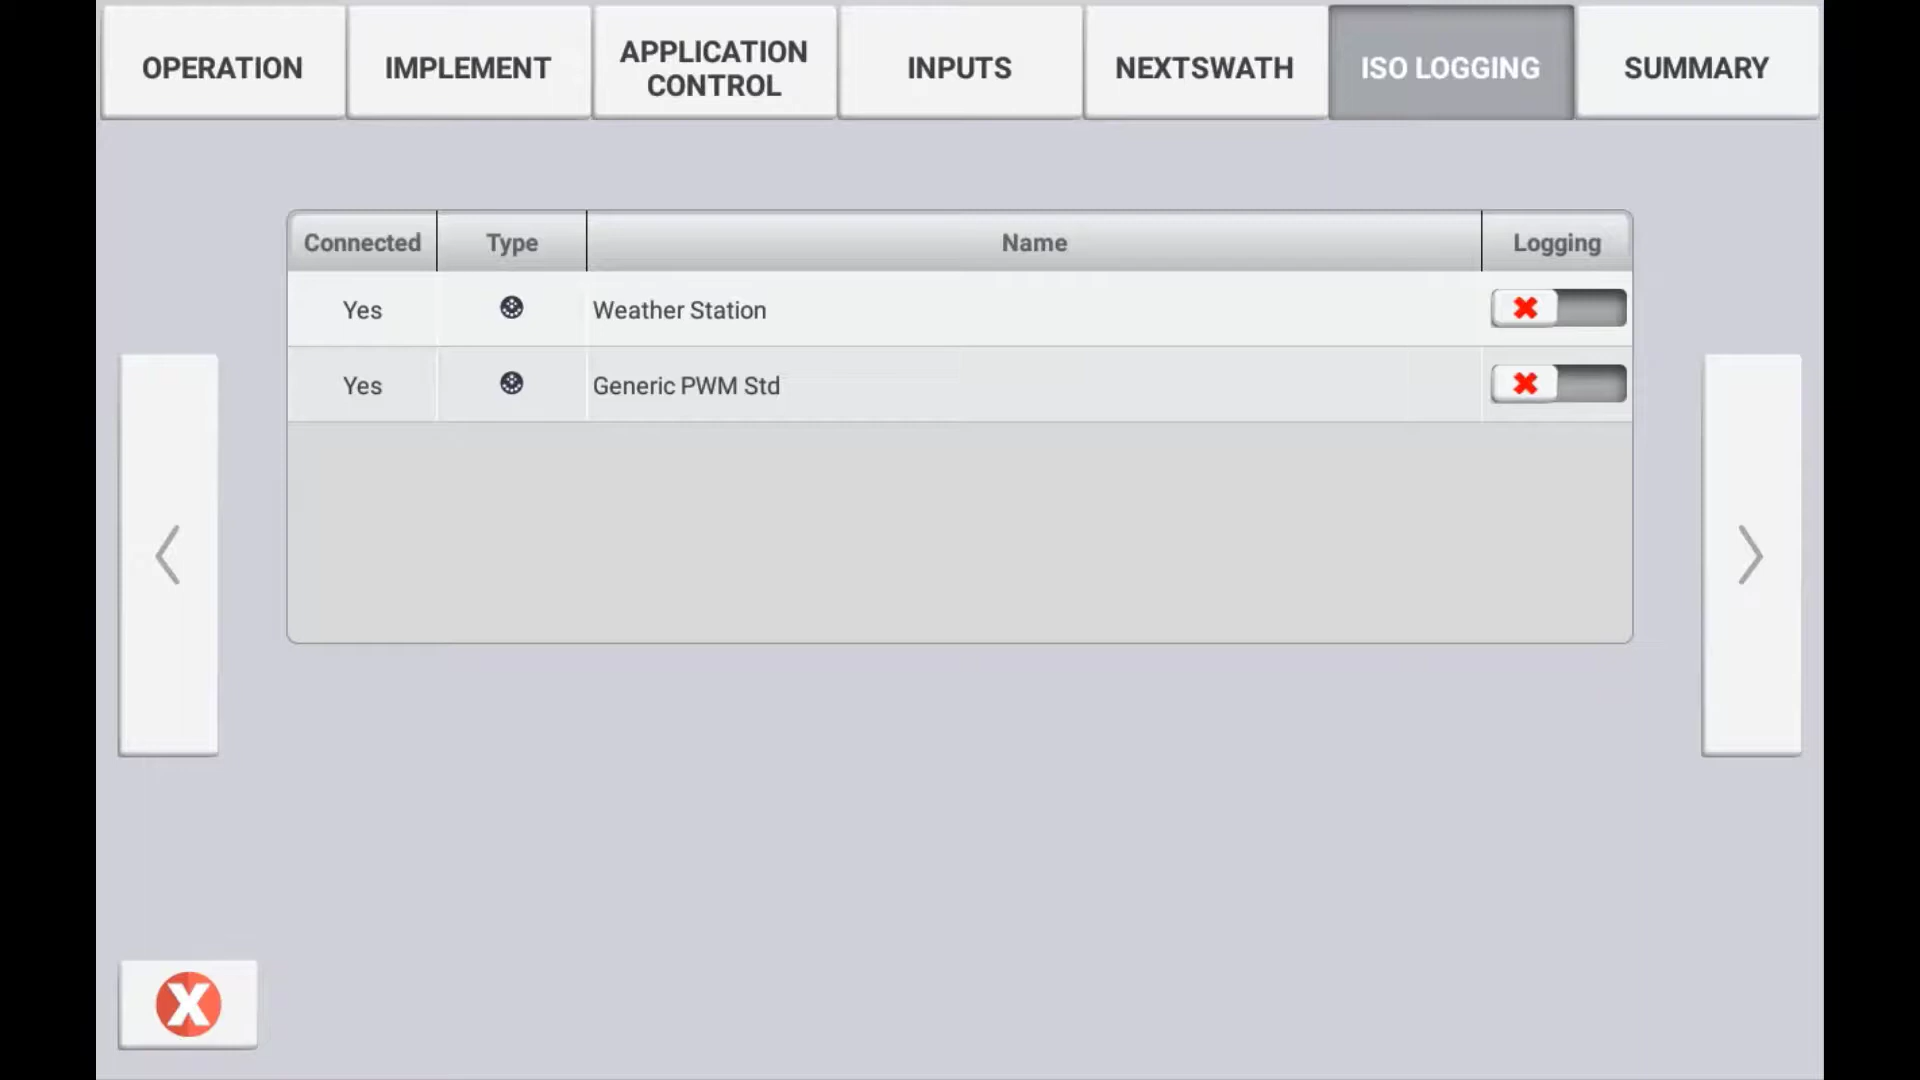 OPERATION
IMPLEMENT
APPLICATION
CONTROL
INPUTS
NEXTSWATH
ISO LOGGING
SUMMARY
Connected Type Name Logging
Yes Weather Station
Yes Generic PWM Std